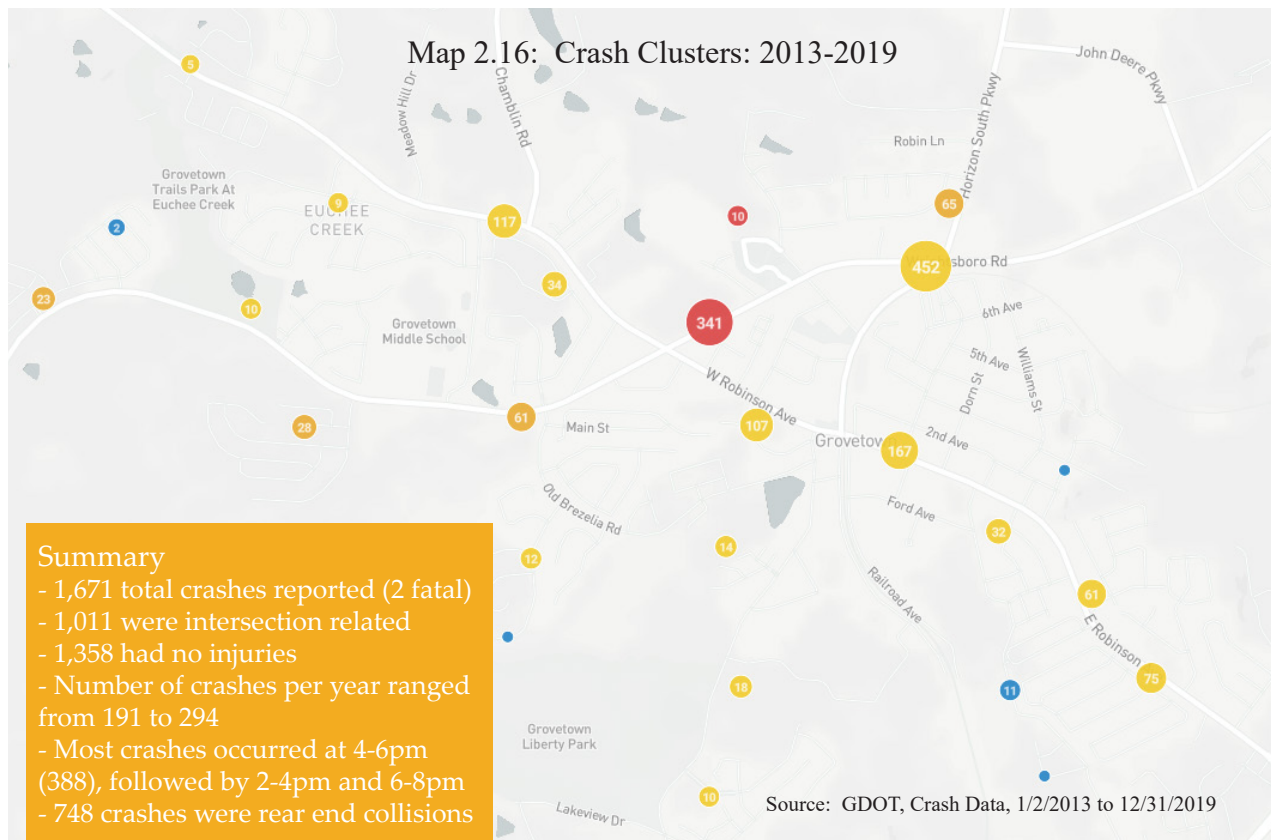 Map 2.16:  Crash Clusters: 2013-2019
John Deere Pkwy
Horizon South Pkwy
Chamblin Rd
Meadow Hill Dr
5
Robin Ln
Grovetown
Trails Park At
Euchee Creek
9
EUCHEE
CREEK
2
117
10
65
452
sboro Rd
23
10
34
341
6th Ave
Grovetown
Middle School
5th Ave
Williams St
Dorn St
W Robinson Ave
61
Main St
28
107
Grovetown
167
2nd Ave
Old Brezelia Rd
Ford Ave
32
12
14
Railroad Ave
61
E Robinson
75
18
11
Grovetown
Liberty Park
10
Lakeview Dr
Summary
- 1,671 total crashes reported (2 fatal)
- 1,011 were intersection related
- 1,358 had no injuries
- Number of crashes per year ranged
from 191 to 294
- Most crashes occurred at 4-6pm
(388), followed by 2-4pm and 6-8pm
- 748 crashes were rear end collisions
Source:  GDOT, Crash Data, 1/2/2013 to 12/31/2019